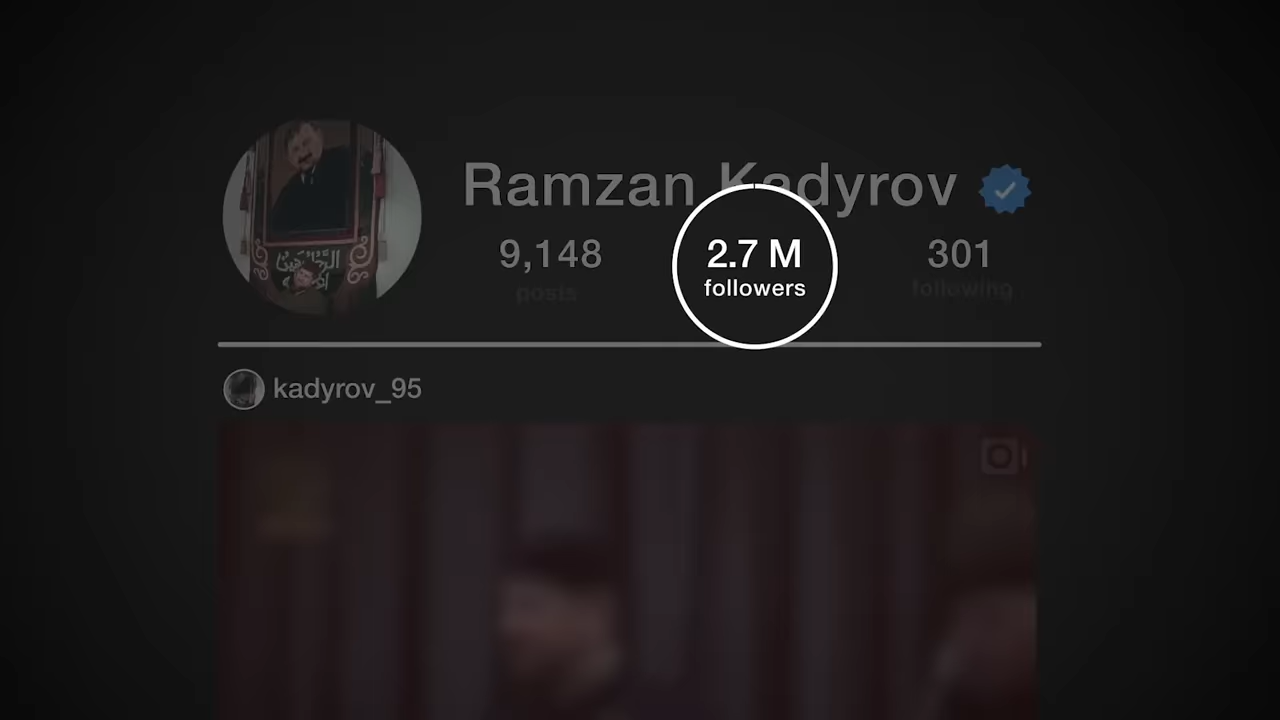 Ramzan Kadyrov
9,148 2.7 M 301
posts followers following
kadyrov_95